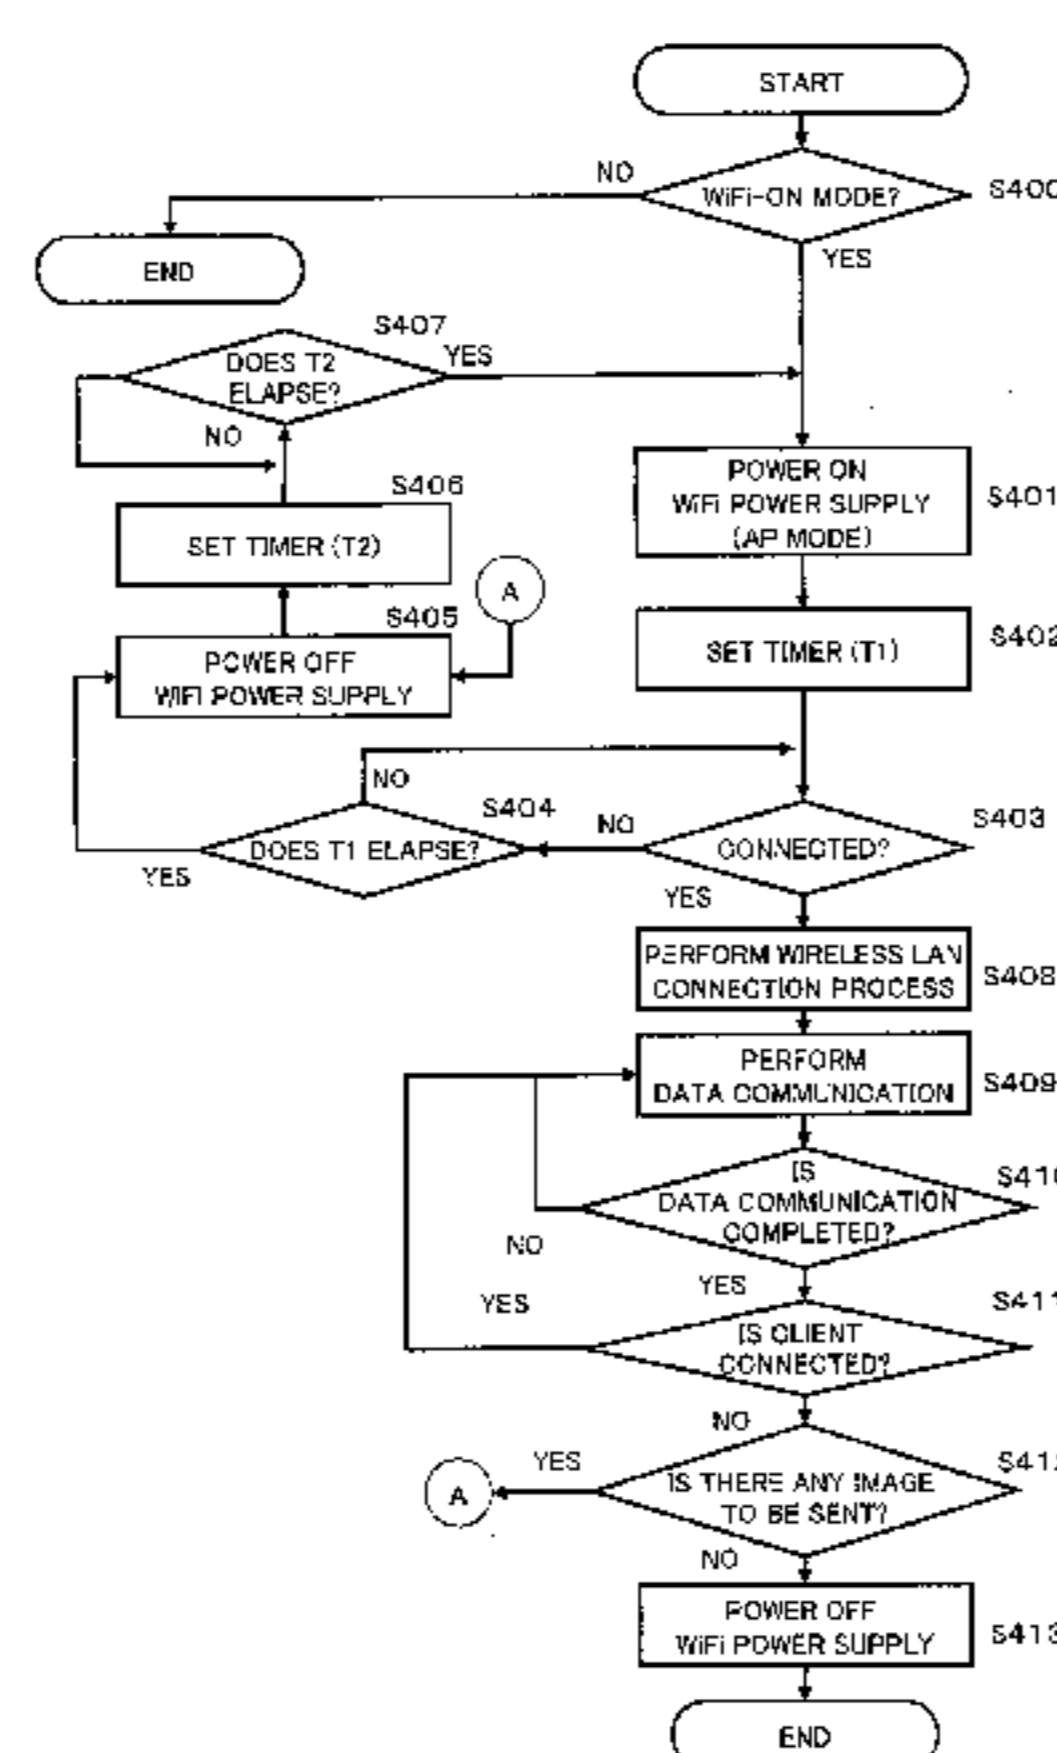 START
WiFi-ON MODE?
S400
NO
YES
END
S407
DOES T2
ELAPSE?
YES
NO
POWER ON
WiFi POWER SUPPLY
(AP MODE)
S401
S406
SET TIMER (T2)
A
S405
POWER OFF
WiFi POWER SUPPLY
SET TIMER (T1)
S402
NO
S404
DOES T1 ELAPSE?
YES
NO
CONNECTED?
S403
YES
PERFORM WIRELESS LAN
CONNECTION PROCESS
S408
PERFORM
DATA COMMUNICATION
S409
IS
DATA COMMUNICATION
COMPLETED?
S410
NO
YES
YES
IS CLIENT
CONNECTED?
S411
NO
YES
A
IS THERE ANY IMAGE
TO BE SENT?
S412
NO
POWER OFF
WiFi POWER SUPPLY
S413
END